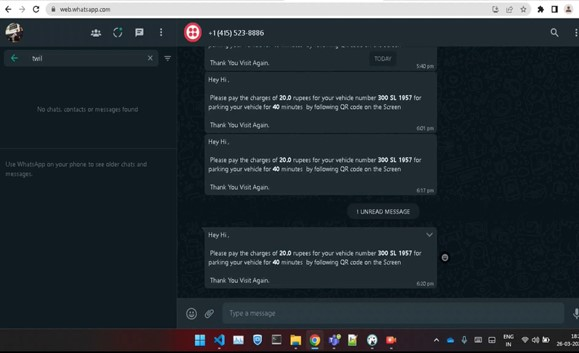 web.whatsapp.com
+1 (415) 523-8886
twil
TODAY
Thank You Visit Again.
5:40 pm
No chats, contacts or messages found
Use WhatsApp on your phone to see older chats and
messages.
Hey Hi ,
Please pay the charges of 20.0 rupees for your vehicle number 300 SL 1957 for
parking your vehicle for 40 minutes by following QR code on the Screen
Thank You Visit Again.
6:01 pm
Hey Hi ,
Please pay the charges of 20.0 rupees for your vehicle number 300 SL 1957 for
parking your vehicle for 40 minutes by following QR code on the Screen
Thank You Visit Again.
6:17 pm
1 UNREAD MESSAGE
Hey Hi ,
Please pay the charges of 20.0 rupees for your vehicle number 300 SL 1957 for
parking your vehicle for 40 minutes by following QR code on the Screen
Thank You Visit Again.
6:20 pm
Type a message
ENG
IN